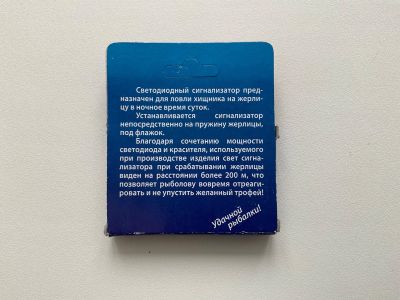 Светодиодный сигнализатор пред-
назначен для ловли хищника на жерли-
цу в ночное время суток.
Устанавливается сигнализатор
непосредственно на пружину жерлицы,
под флажок.
Благодаря сочетанию мощности
светодиода и красителя, используемого
при производстве изделия свет сигна-
лизатора при срабатывании жерлицы
виден на расстоянии более 200 м, что
позволяет рыболову вовремя отреаги-
ровать и не упустить желанный трофей!
Удачной
рыбалки!